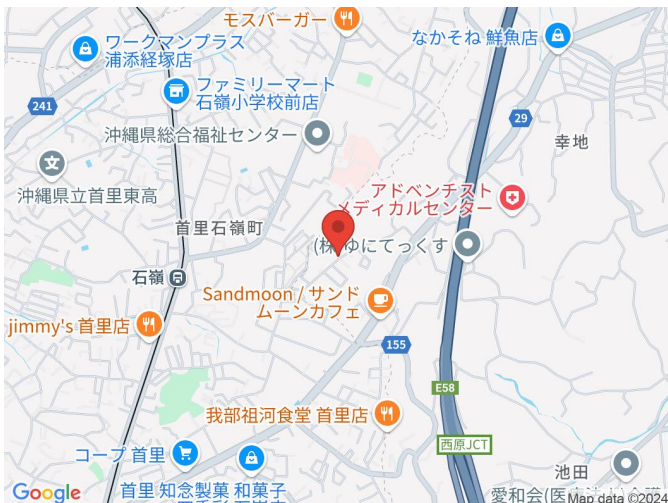 モスバーガー
ワークマンプラス
浦添経塚店
なかそね 鮮魚店
ファミリーマート
石嶺小学校前店
241
29
沖縄県総合福祉センター
幸地
沖縄県立首里東高
アドベンチスト
メディカルセンター
首里石嶺町
(株)ゆにてっくす
石嶺
Sandmoon / サンド
ムーンカフェ
jimmy's 首里店
155
E58
我部祖河食堂 首里店
西原JCT
コープ 首里
池田
首里 知念製菓 和菓子
Google
Map data ©2024